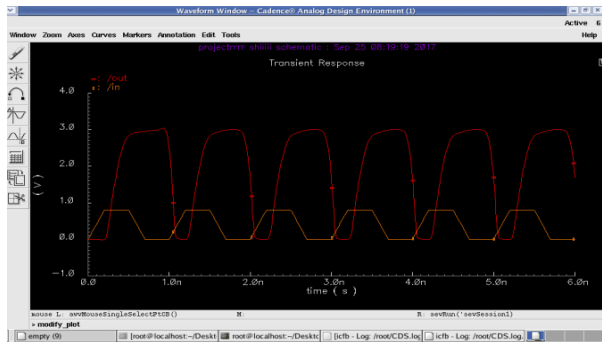 Waveform Window – Cadence® Analog Design Environment (1)
Active 6
Window Zoom Axes Curves Markers Annotation Edit Tools Help
projectrrrr shiiiii schematic : Sep 25 08:19:19 2017
Transient Response
: /out
: /in
4.0
3.0
2.0
(V)
1.0
0.0
−1.0
0.0 1.0n 2.0n 3.0n 4.0n 5.0n 6.0n
time ( s )
mouse L: awvMouseSingleSelectPtCB() M: R: sevRun('sevSession1)
> modify_plot
empty (9) [root@localhost:~/Deskt root@localhost:~/Desktc [icfb - Log: /root/CDS.log icfb - Log: /root/CDS.log.